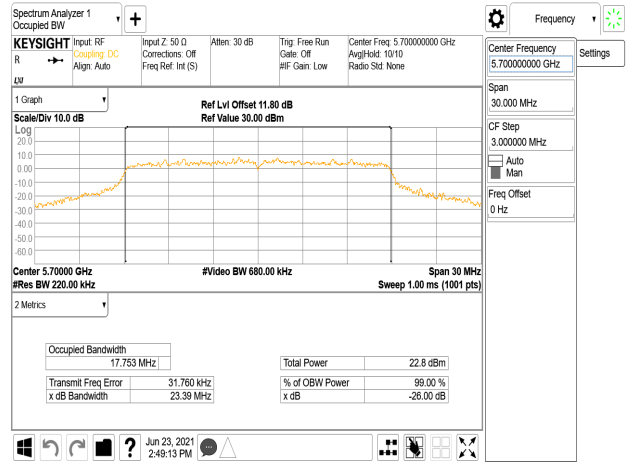 Spectrum Analyzer 1
Occupied BW
Frequency
KEYSIGHT
R
LXI
Input: RF
Coupling: DC
Align: Auto
Input Z: 50 Ω
Corrections: Off
Freq Ref: Int (S)
Atten: 30 dB
Trig: Free Run
Gate: Off
#IF Gain: Low
Center Freq: 5.700000000 GHz
Avg|Hold: 10/10
Radio Std: None
Center Frequency
5.700000000 GHz
Settings
Span
30.000 MHz
CF Step
3.000000 MHz
Auto
Man
Freq Offset
0 Hz
1 Graph
Scale/Div 10.0 dB
Ref Lvl Offset 11.80 dB
Ref Value 30.00 dBm
Log
20.0
10.0
0.00
-10.0
-20.0
-30.0
-40.0
-50.0
-60.0
Center 5.70000 GHz
#Video BW 680.00 kHz
Span 30 MHz
#Res BW 220.00 kHz
Sweep 1.00 ms (1001 pts)
2 Metrics
Occupied Bandwidth
17.753 MHz
Total Power 22.8 dBm
Transmit Freq Error 31.760 kHz
% of OBW Power 99.00 %
x dB Bandwidth 23.39 MHz
x dB -26.00 dB
?
Jun 23, 2021
2:49:13 PM